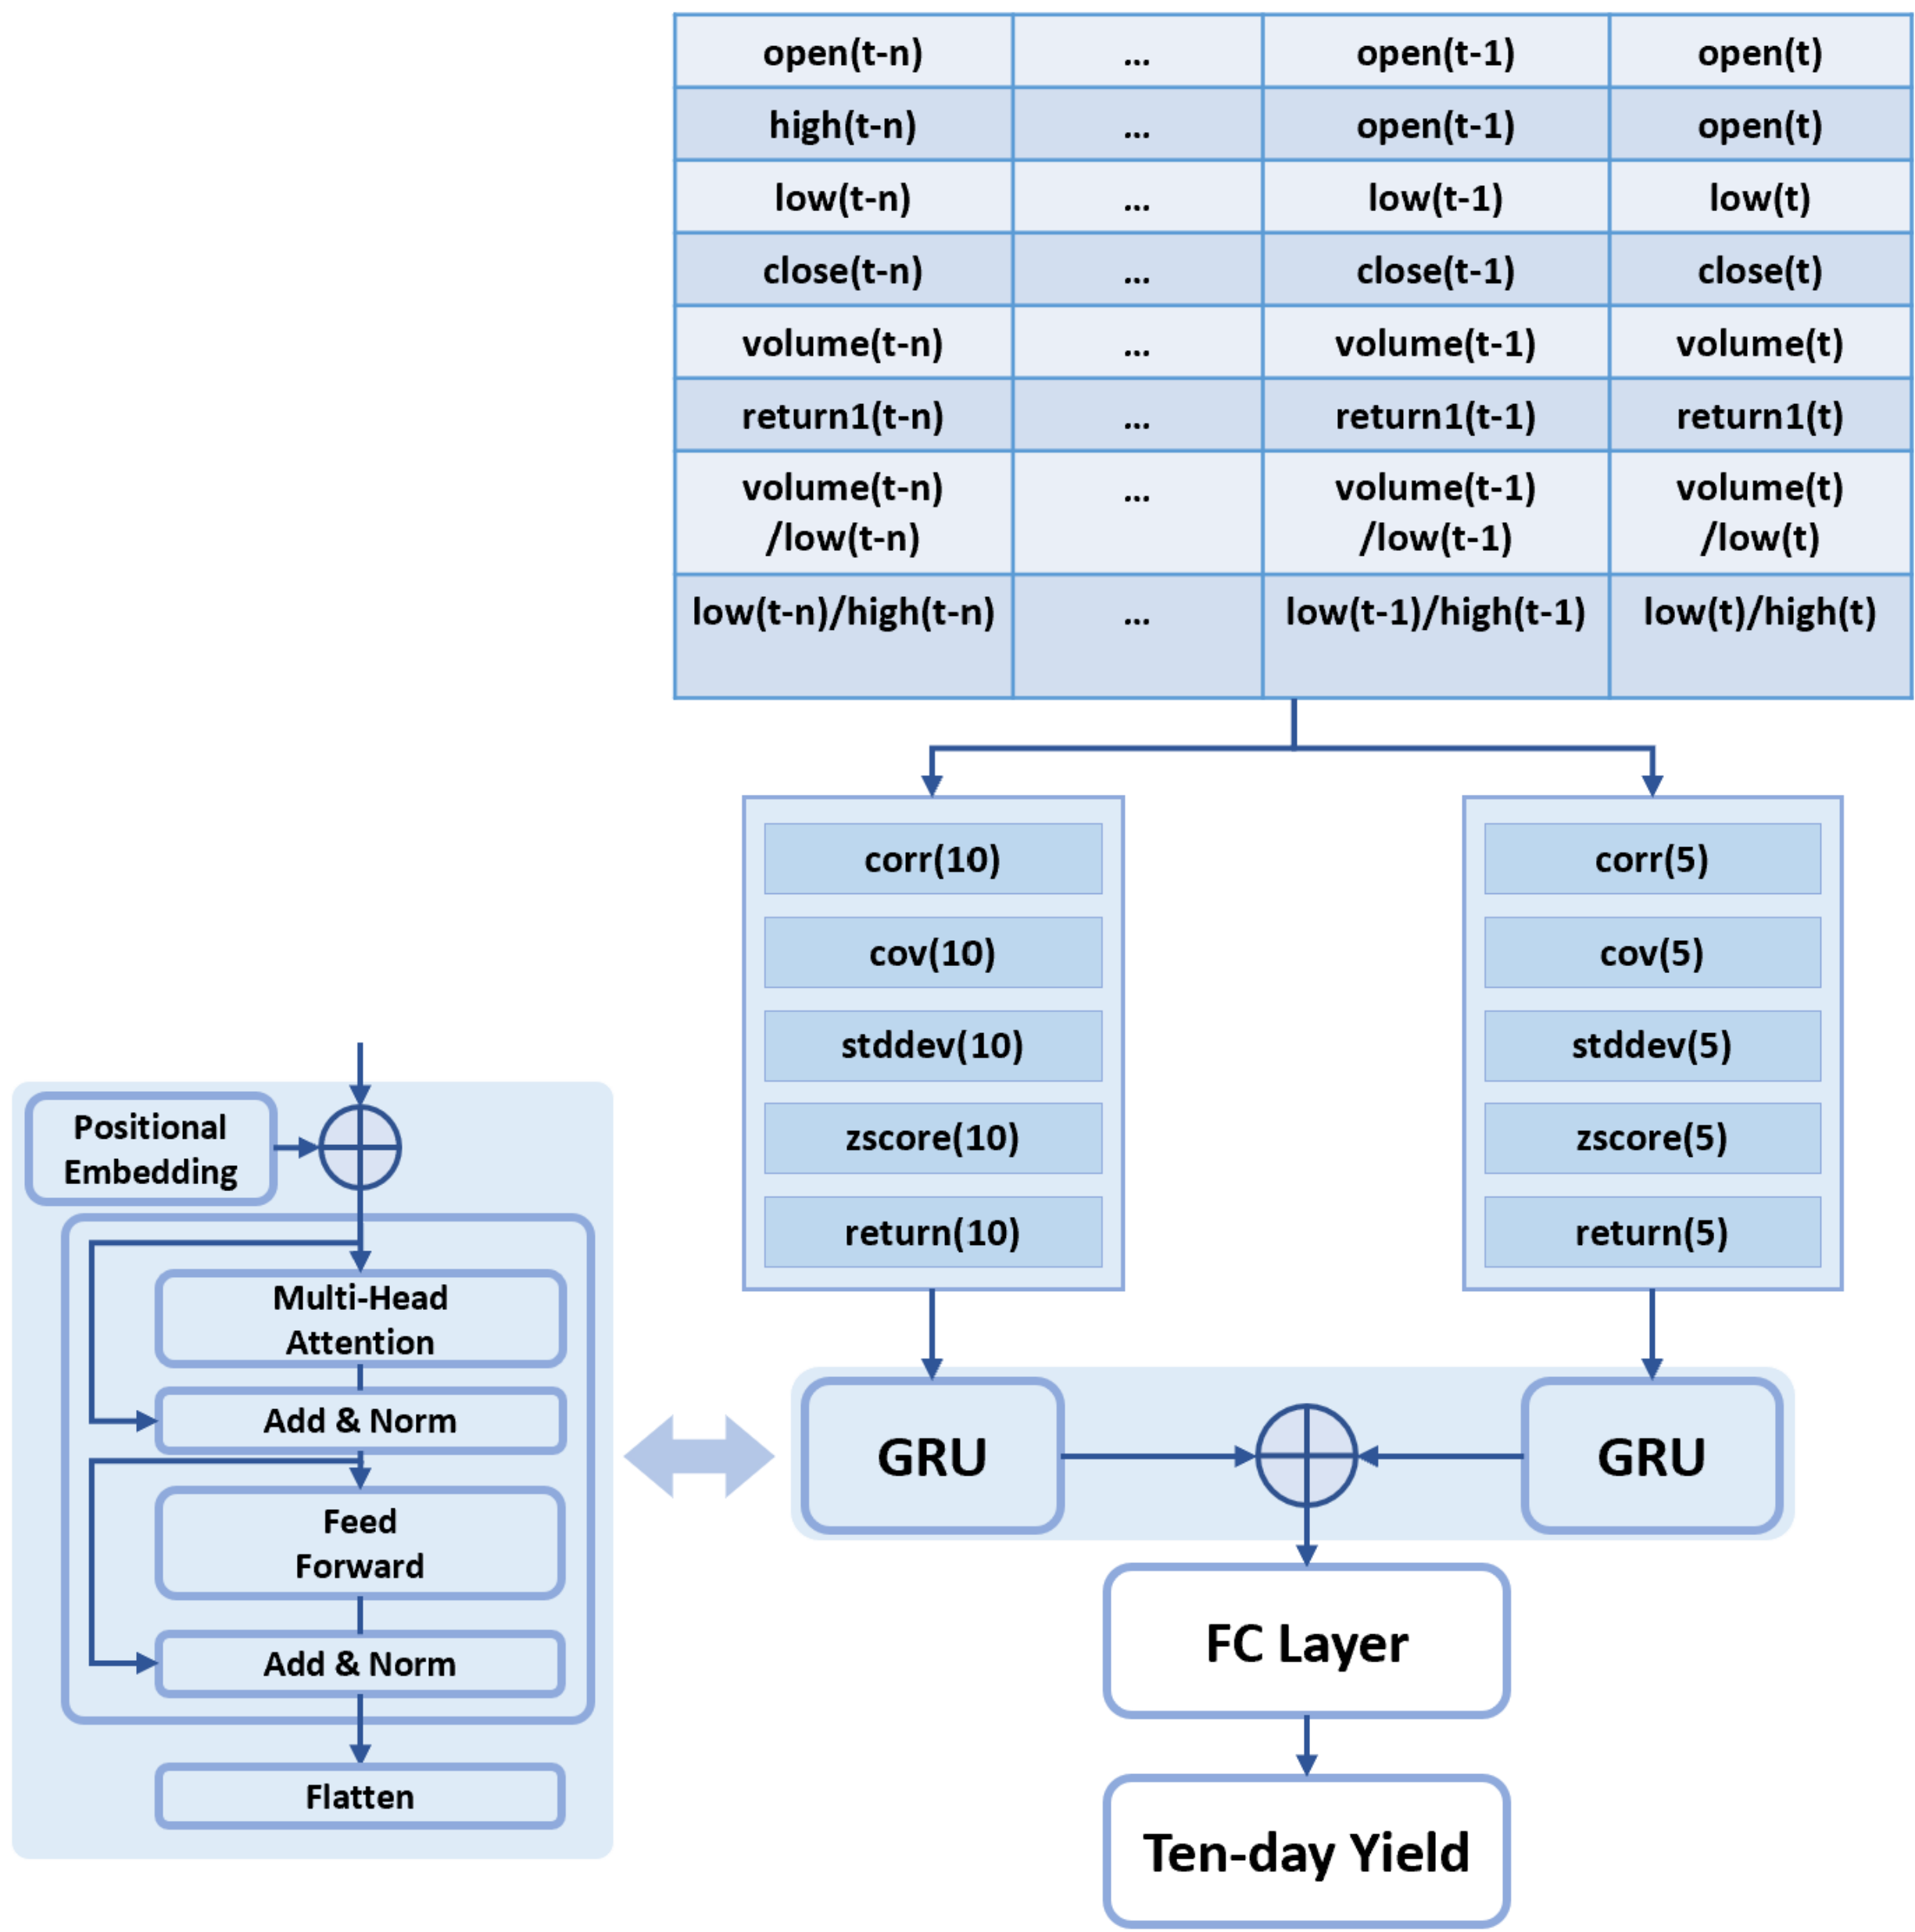 open(t-n) ... open(t-1) open(t)
high(t-n) ... open(t-1) open(t)
low(t-n) ... low(t-1) low(t)
close(t-n) ... close(t-1) close(t)
volume(t-n) ... volume(t-1) volume(t)
return1(t-n) ... return1(t-1) return1(t)
volume(t-n) ... volume(t-1) volume(t)
/low(t-n) /low(t-1) /low(t)
low(t-n)/high(t-n) ... low(t-1)/high(t-1) low(t)/high(t)
corr(10)
cov(10)
stddev(10)
zscore(10)
return(10)
corr(5)
cov(5)
stddev(5)
zscore(5)
return(5)
Positional
Embedding
Multi-Head
Attention
Add & Norm
Feed
Forward
Add & Norm
Flatten
GRU
GRU
FC Layer
Ten-day Yield